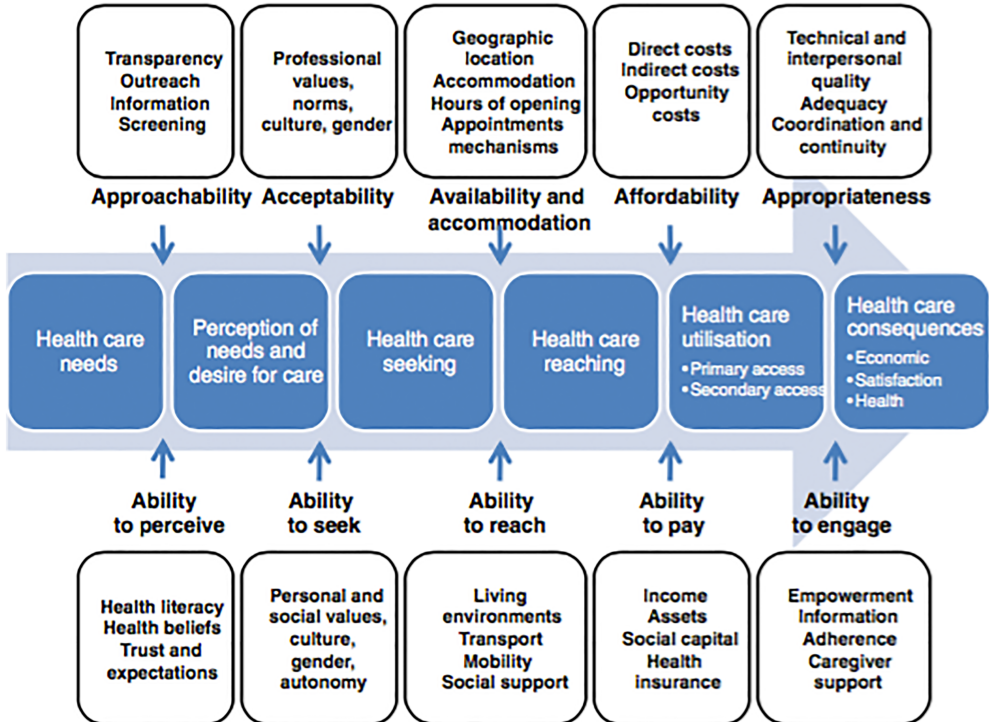 Transparency
Outreach
Information
Screening
Professional
values,
norms,
culture, gender
Geographic
location
Accommodation
Hours of opening
Appointments
mechanisms
Direct costs
Indirect costs
Opportunity
costs
Technical and
interpersonal
quality
Adequacy
Coordination and
continuity
Approachability
Acceptability
Availability and
accommodation
Affordability
Appropriateness
Health care
needs
Perception of
needs and
desire for care
Health care
seeking
Health care
reaching
Health care
utilisation
• Primary access
• Secondary access
Health care
consequences
• Economic
• Satisfaction
• Health
Ability
to perceive
Ability
to seek
Ability
to reach
Ability
to pay
Ability
to engage
Health literacy
Health beliefs
Trust and
expectations
Personal and
social values,
culture,
gender,
autonomy
Living
environments
Transport
Mobility
Social support
Income
Assets
Social capital
Health
insurance
Empowerment
Information
Adherence
Caregiver
support